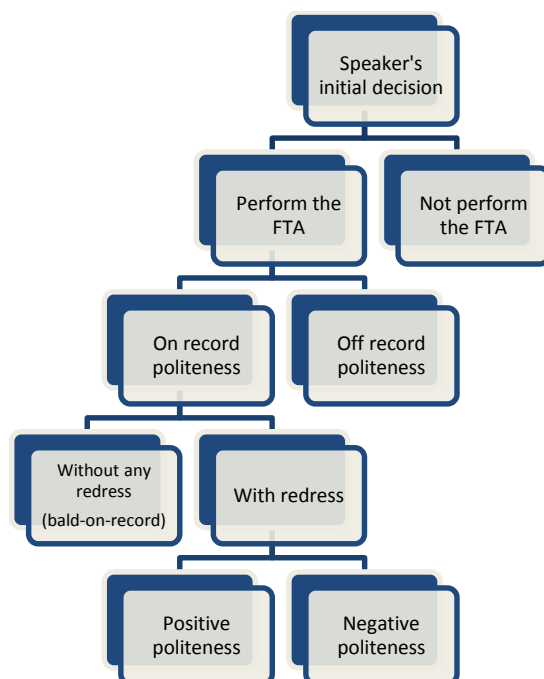 Speaker's
initial decision
Perform the
FTA
Not perform
the FTA
On record
politeness
Off record
politeness
Without any
redress
(bald-on-record)
With redress
Positive
politeness
Negative
politeness